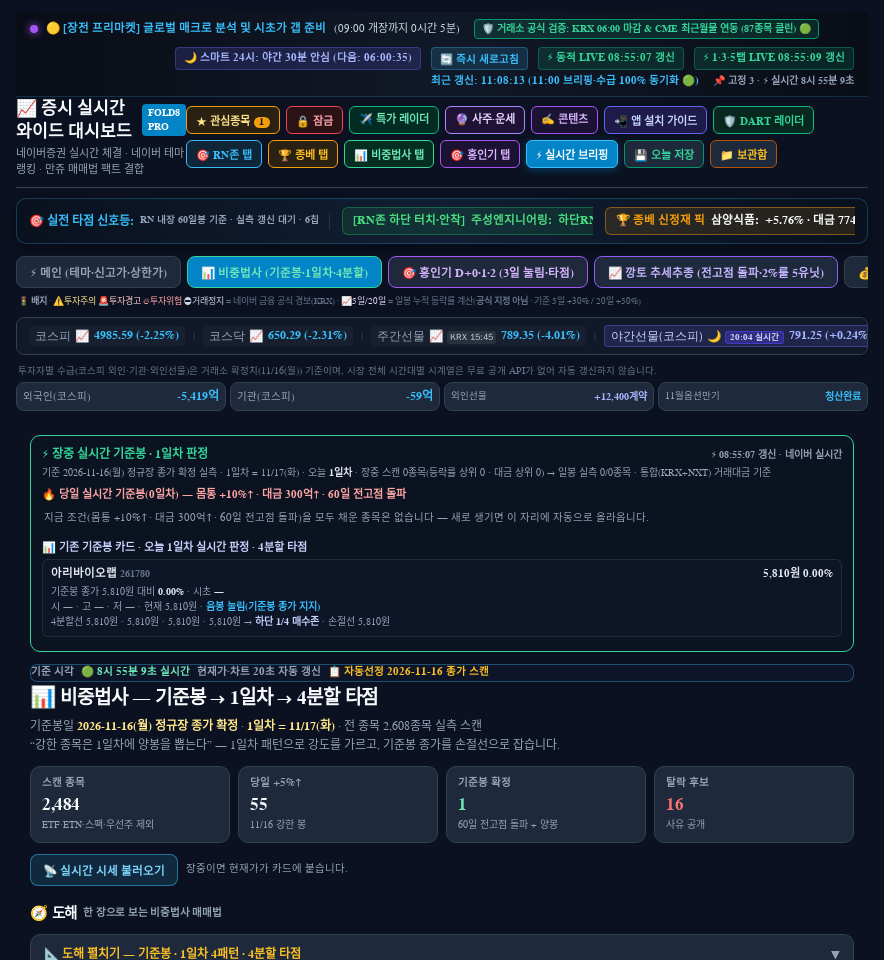 🟡 [장전 프리마켓] 글로벌 매크로 분석 및 시초가 갭 준비 (09:00 개장까지 0시간 5분)
🛡️ 거래소 공식 검증: KRX 06:00 마감 & CME 최근월물 연동 (87종목 클린) 🟢
🌙 스마트 24시: 야간 30분 안심 (다음: 06:00:35)
🔄 즉시 새로고침
⚡ 동적 LIVE 08:55:07 갱신
⚡ 1·3·5탭 LIVE 08:55:09 갱신
최근 갱신: 11:08:13 (11:00 브리핑·수급 100% 동기화 🟢)
📌 고정 3 · ⚡ 실시간 8시 55분 9초
📈 증시 실시간 와이드 대시보드
FOLD8 PRO
네이버증권 실시간 체결 · 네이버 테마랭킹 · 만쥬 매매법 팩트 결합
★ 관심종목 1
🔒 잠금
✈️ 특가 레이더
🔮 사주·운세
✍️ 콘텐츠
📲 앱 설치 가이드
🛡️ DART 레이더
🎯 RN존 탭
🏆 종베 탭
📊 비중법사 탭
🎯 홍인기 탭
⚡ 실시간 브리핑
💾 오늘 저장
📁 보관함
🎯 실전 타점 신호등: RN 내장 60일봉 기준 · 실측 갱신 대기 · 6칩
[RN존 하단 터치·안착] 주성엔지니어링: 하단RN
🏆 종베 신정재 픽 삼양식품: +5.76% · 대금 774
⚡ 메인 (테마·신고가·상한가)
📊 비중법사 (기준봉·1일차·4분할)
🎯 홍인기 D+0·1·2 (3일 눌림·타점)
📈 깡토 추세추종 (전고점 돌파·2%룰 5유닛)
🚦 배지 · ⚠️투자주의 🚨투자경고 ⛔투자위험 ⛔거래정지 = 네이버 금융 공식 경보(KRX) · 📈5일/20일 = 일봉 누적 등락률 계산(공식 지정 아님 · 기준 5일 +30% / 20일 +50%)
코스피 📈 4985.59 (-2.25%)
코스닥 📈 650.29 (-2.31%)
주간선물 📈 KRX 15:45 789.35 (-4.01%)
야간선물(코스피) 🌙 20:04 실시간 791.25 (+0.24%
투자자별 수급(코스피 외인·기관·외인선물)은 거래소 확정치(11/16(월)) 기준이며, 시장 전체 시간대별 시계열은 무료 공개 API가 없어 자동 갱신하지 않습니다.
외국인(코스피) -5,419억
기관(코스피) -59억
외인선물 +12,400계약
11월옵션만기 청산완료
⚡ 장중 실시간 기준봉 · 1일차 판정
⚡ 08:55:07 갱신 · 네이버 실시간
기준 2026-11-16(월) 정규장 종가 확정 실측 · 1일차 = 11/17(화) · 오늘 1일차 · 장중 스캔 0종목(등락률 상위 0 · 대금 상위 0) → 일봉 실측 0/0종목 · 통합(KRX+NXT) 거래대금 기준
🔥 당일 실시간 기준봉(0일차) — 몸통 +10%↑ · 대금 300억↑ · 60일 전고점 돌파
지금 조건(몸통 +10%↑ · 대금 300억↑ · 60일 전고점 돌파)을 모두 채운 종목은 없습니다 — 새로 생기면 이 자리에 자동으로 올라옵니다.
📊 기존 기준봉 카드 · 오늘 1일차 실시간 판정 · 4분할 타점
아리바이오랩 261780
5,810원 0.00%
기준봉 종가 5,810원 대비 0.00% · 시초 —
시 — · 고 — · 저 — · 현재 5,810원 · 음봉 눌림(기준봉 종가 지지)
4분할선 5,810원 · 5,810원 · 5,810원 · 5,810원 → 하단 1/4 매수존 · 손절선 5,810원
기준 시각 🟢 8시 55분 9초 실시간 현재가·차트 20초 자동 갱신 📋 자동선정 2026-11-16 종가 스캔
📊 비중법사 — 기준봉 → 1일차 → 4분할 타점
기준봉일 2026-11-16(월) 정규장 종가 확정 · 1일차 = 11/17(화) · 전 종목 2,608종목 실측 스캔
“강한 종목은 1일차에 양봉을 뽑는다” — 1일차 패턴으로 강도를 가르고, 기준봉 종가를 손절선으로 잡습니다.
스캔 종목
2,484
ETF·ETN·스팩·우선주 제외
당일 +5%↑
55
11/16 강한 봉
기준봉 확정
1
60일 전고점 돌파 + 양봉
탈락 후보
16
사유 공개
📡 실시간 시세 불러오기
장중이면 현재가가 카드에 붙습니다.
🧭 도해 한 장으로 보는 비중법사 매매법
📐 도해 펼치기 — 기준봉 · 1일차 4패턴 · 4분할 타점 ▼